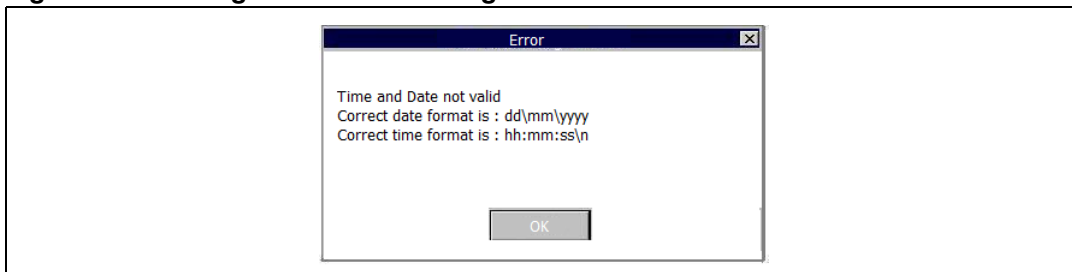 Error
Time and Date not valid
Correct date format is : dd\mm\yyyy
Correct time format is : hh:mm:ss\n
OK